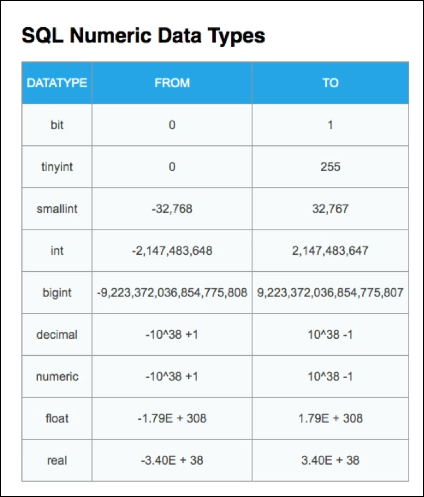 SQL Numeric Data Types
DATATYPE FROM TO
bit 0 1
tinyint 0 255
smallint -32,768 32,767
int -2,147,483,648 2,147,483,647
bigint -9,223,372,036,854,775,808 9,223,372,036,854,775,807
decimal -10^38 +1 10^38 -1
numeric -10^38 +1 10^38 -1
float -1.79E + 308 1.79E + 308
real -3.40E + 38 3.40E + 38